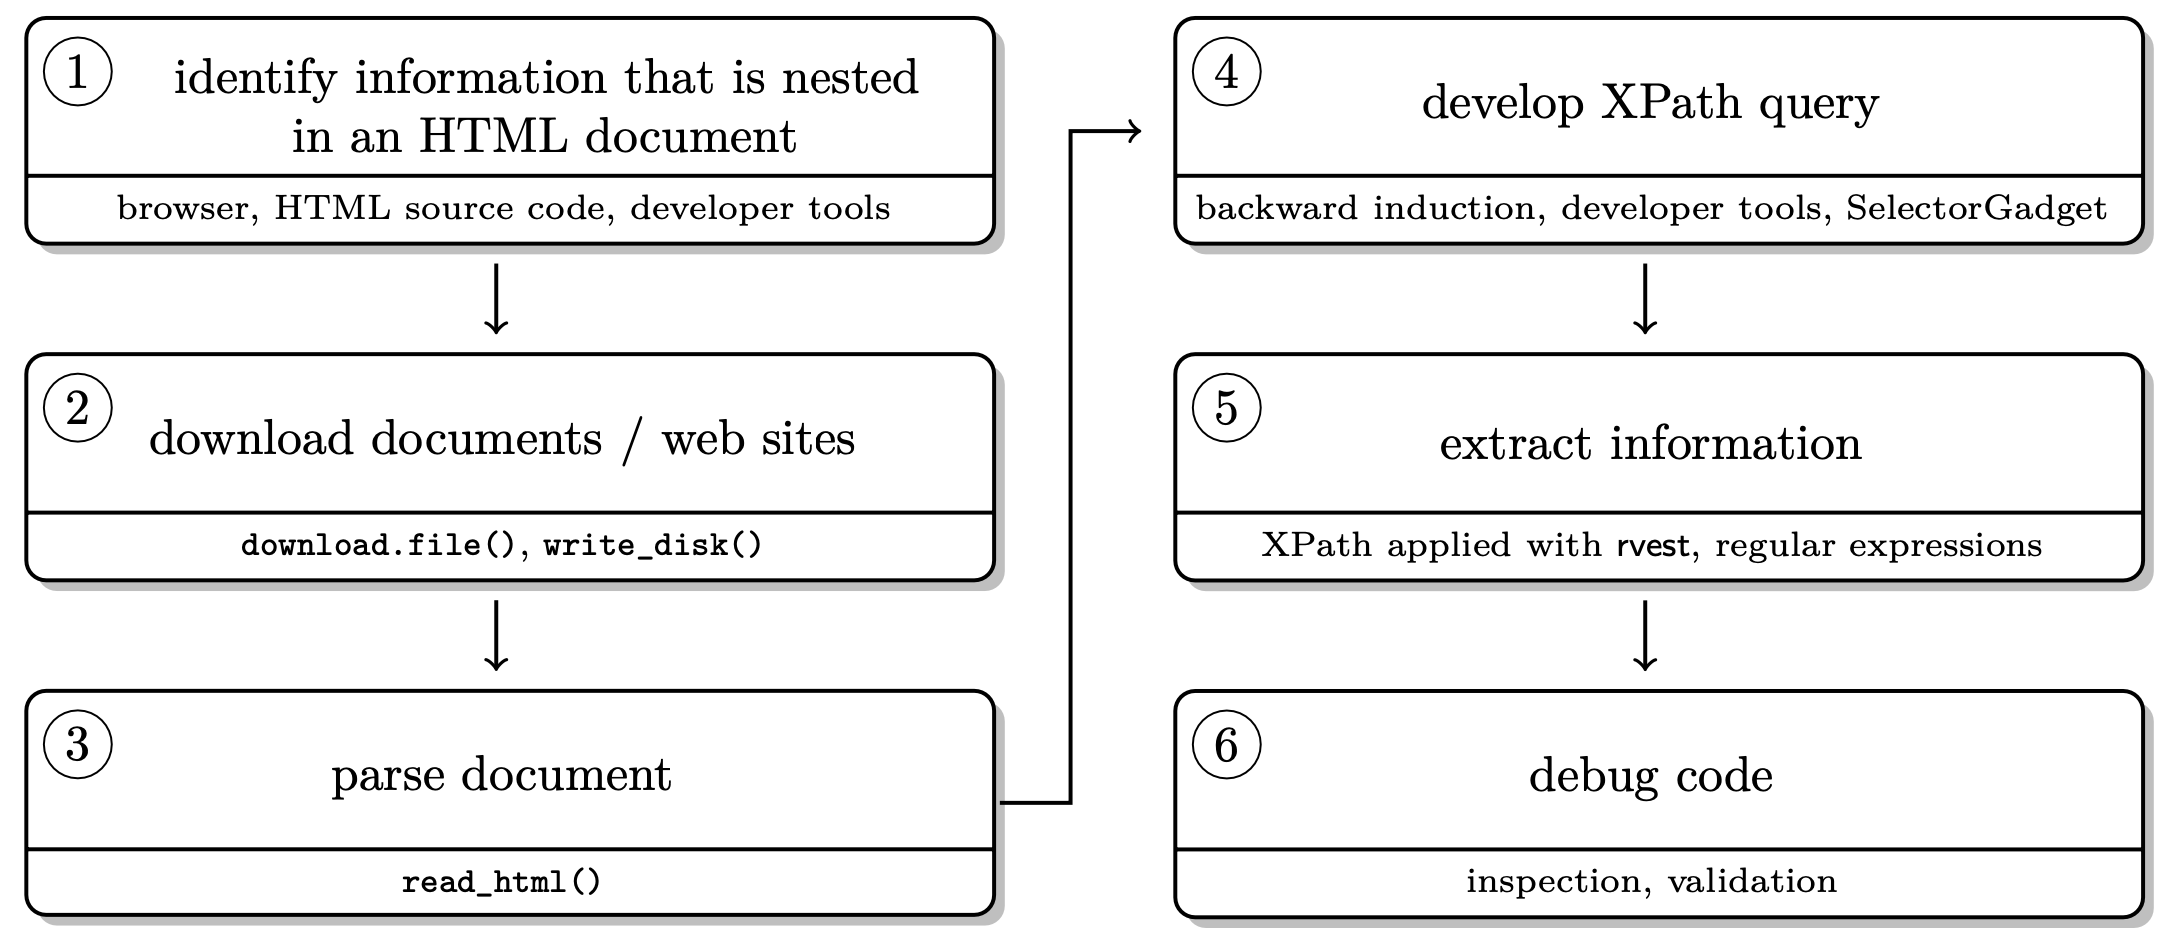 1
identify information that is nested
in an HTML document
browser, HTML source code, developer tools
2
download documents / web sites
download.file(), write_disk()
3
parse document
read_html()
4
develop XPath query
backward induction, developer tools, SelectorGadget
5
extract information
XPath applied with rvest, regular expressions
6
debug code
inspection, validation